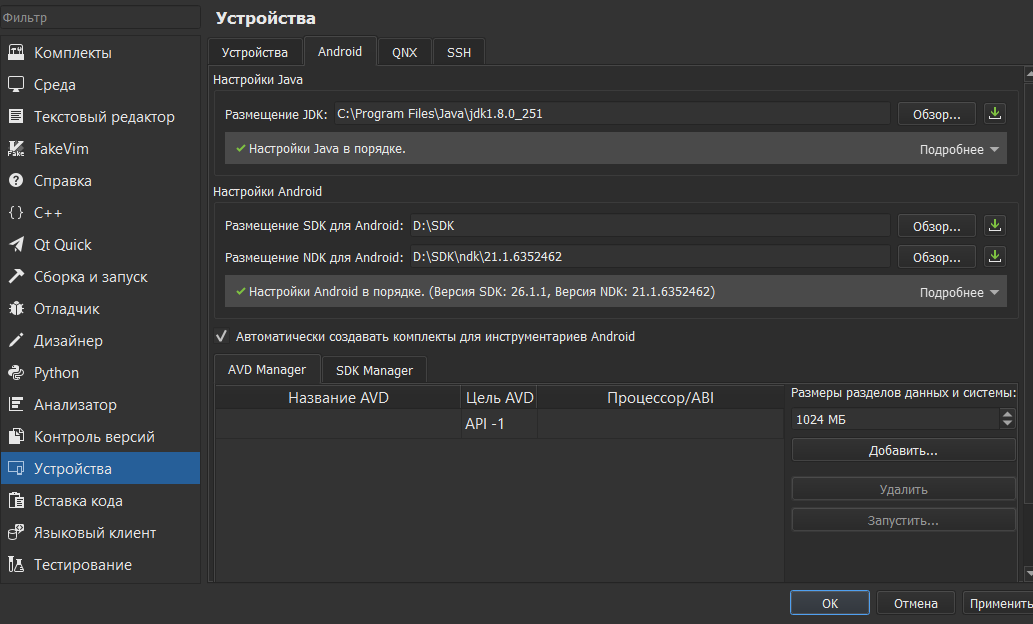 Фильтр
Комплекты
Среда
Текстовый редактор
FakeVim
Справка
{} C++
Qt Quick
Сборка и запуск
Отладчик
Дизайнер
Python
Анализатор
Контроль версий
Устройства
Вставка кода
Языковый клиент
Тестирование
Устройства
Устройства Android QNX SSH
Настройки Java
Размещение JDK: C:\Program Files\Java\jdk1.8.0_251 Обзор...
Настройки Java в порядке. Подробнее
Настройки Android
Размещение SDK для Android: D:\SDK Обзор...
Размещение NDK для Android: D:\SDK\ndk\21.1.6352462 Обзор...
Настройки Android в порядке. (Версия SDK: 26.1.1, Версия NDK: 21.1.6352462) Подробнее
Автоматически создавать комплекты для инструментариев Android
AVD Manager SDK Manager
Название AVD Цель AVD Процессор/ABI
API -1
Размеры разделов данных и системы:
1024 МБ
Добавить...
Удалить
Запустить...
OK Отмена Применить